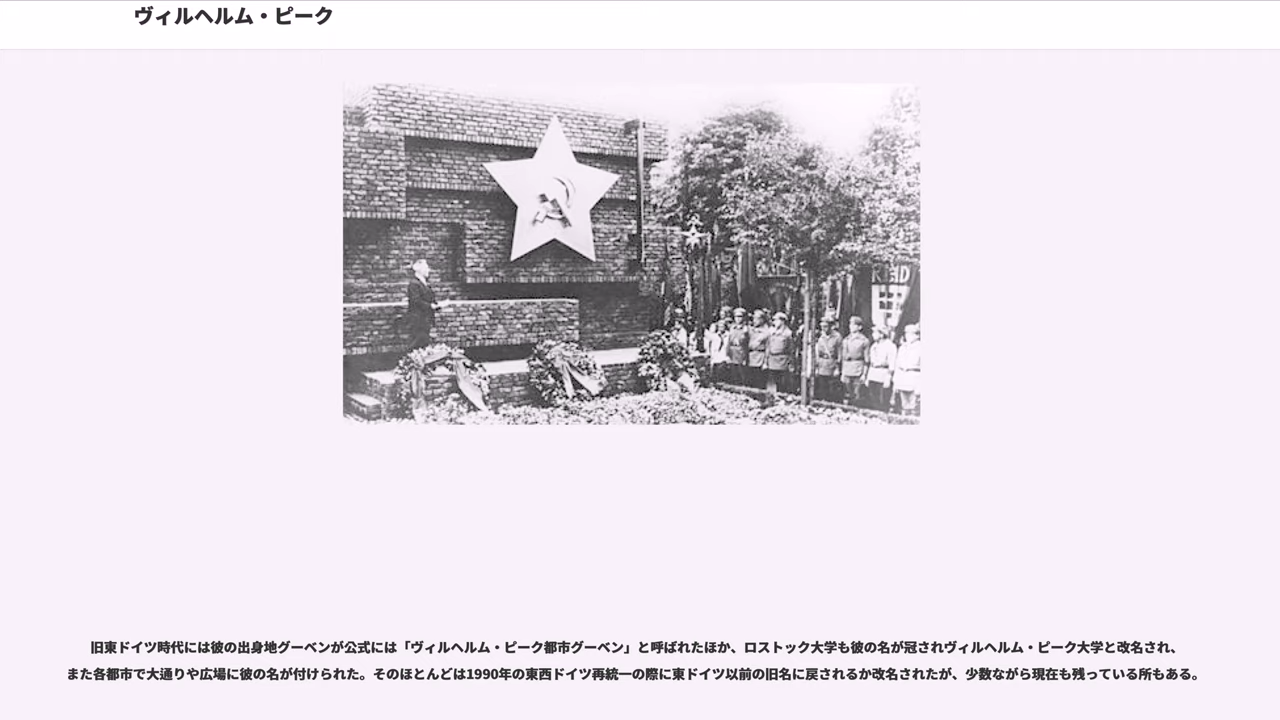 ヴィルヘルム・ピーク
旧東ドイツ時代には彼の出身地グーベンが公式には「ヴィルヘルム・ピーク都市グーベン」と呼ばれたほか、ロストック大学も彼の名が冠されヴィルヘルム・ピーク大学と改名され、
また各都市で大通りや広場に彼の名が付けられた。そのほとんどは1990年の東西ドイツ再統一の際に東ドイツ以前の旧名に戻されるか改名されたが、少数ながら現在も残っている所もある。